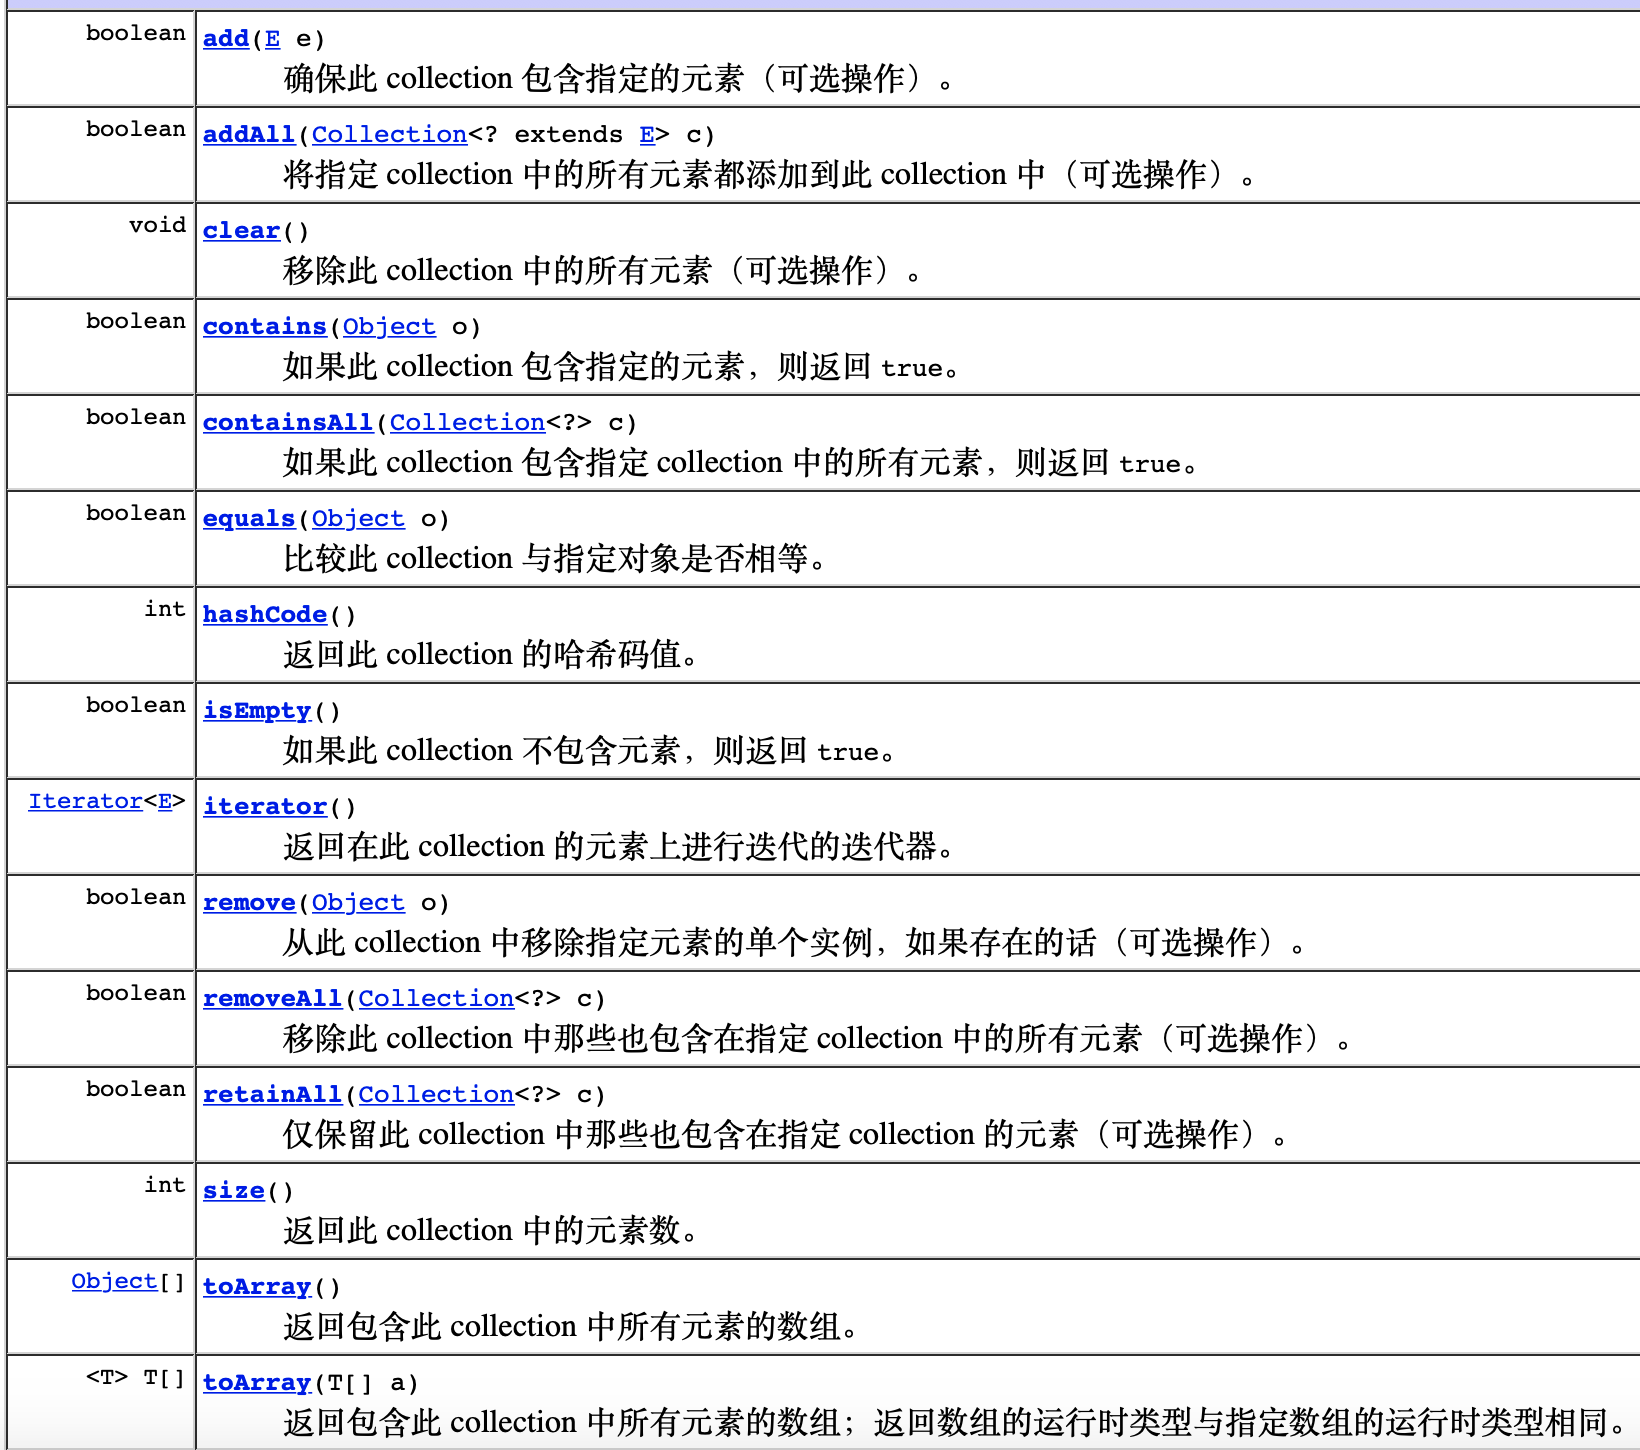 boolean add(E e)
确保此 collection 包含指定的元素（可选操作）。
boolean addAll(Collection<? extends E> c)
将指定 collection 中的所有元素都添加到此 collection 中（可选操作）。
void clear()
移除此 collection 中的所有元素（可选操作）。
boolean contains(Object o)
如果此 collection 包含指定的元素，则返回 true。
boolean containsAll(Collection<?> c)
如果此 collection 包含指定 collection 中的所有元素，则返回 true。
boolean equals(Object o)
比较此 collection 与指定对象是否相等。
int hashCode()
返回此 collection 的哈希码值。
boolean isEmpty()
如果此 collection 不包含元素，则返回 true。
Iterator<E> iterator()
返回在此 collection 的元素上进行迭代的迭代器。
boolean remove(Object o)
从此 collection 中移除指定元素的单个实例，如果存在的话（可选操作）。
boolean removeAll(Collection<?> c)
移除此 collection 中那些也包含在指定 collection 中的所有元素（可选操作）。
boolean retainAll(Collection<?> c)
仅保留此 collection 中那些也包含在指定 collection 的元素（可选操作）。
int size()
返回此 collection 中的元素数。
Object[] toArray()
返回包含此 collection 中所有元素的数组。
<T> T[] toArray(T[] a)
返回包含此 collection 中所有元素的数组；返回数组的运行时类型与指定数组的运行时类型相同。